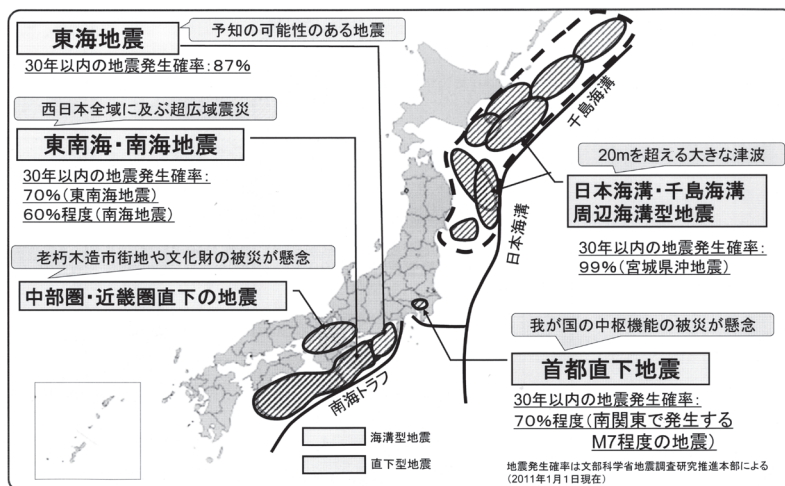 東海地震
予知の可能性のある地震
30年以内の地震発生確率:87%
西日本全域に及ぶ超広域震災
東南海・南海地震
30年以内の地震発生確率:
70%(東南海地震)
60%程度(南海地震)
老朽木造市街地や文化財の被災が懸念
中部圏・近畿圏直下の地震
千島海溝
20mを超える大きな津波
日本海溝・千島海溝
周辺海溝型地震
30年以内の地震発生確率:
99%(宮城県沖地震)
日本海溝
我が国の中枢機能の被災が懸念
首都直下地震
30年以内の地震発生確率:
70%程度(南関東で発生する
M7程度の地震)
南海トラフ
海溝型地震
直下型地震
地震発生確率は文部科学省地震調査研究推進本部による
(2011年1月1日現在)